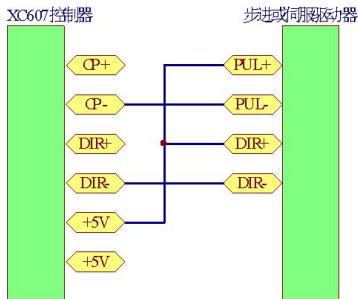 XC607控制器
步进或伺服驱动器
CP+
PUL+
CP-
PUL-
DIR+
DIR+
DIR-
DIR-
+5V
+5V